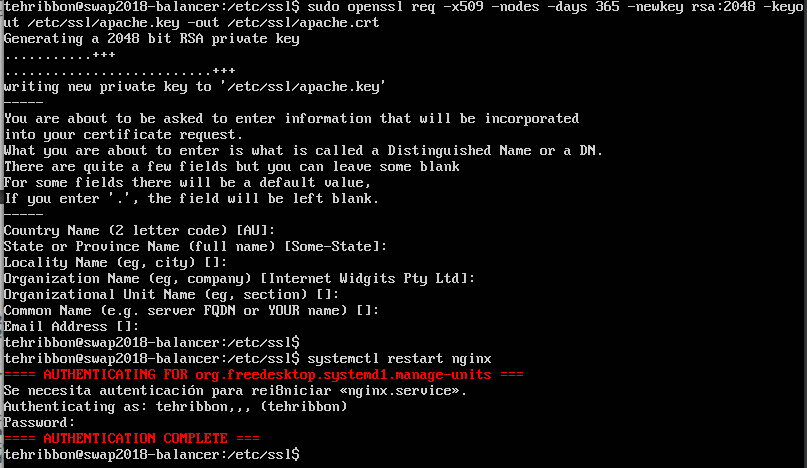 tehribbon@swap2018-balancer:/etc/ssl$ sudo openssl req -x509 -nodes -days 365 -newkey rsa:2048 -keyo
ut /etc/ssl/apache.key -out /etc/ssl/apache.crt
Generating a 2048 bit RSA private key
...........+++
..........................+++
writing new private key to '/etc/ssl/apache.key'
-----
You are about to be asked to enter information that will be incorporated
into your certificate request.
What you are about to enter is what is called a Distinguished Name or a DN.
There are quite a few fields but you can leave some blank
For some fields there will be a default value,
If you enter '.', the field will be left blank.
-----
Country Name (2 letter code) [AU]:
State or Province Name (full name) [Some-State]:
Locality Name (eg, city) []:
Organization Name (eg, company) [Internet Widgits Pty Ltd]:
Organizational Unit Name (eg, section) []:
Common Name (e.g. server FQDN or YOUR name) []:
Email Address []:
tehribbon@swap2018-balancer:/etc/ssl$
tehribbon@swap2018-balancer:/etc/ssl$ systemctl restart nginx
==== AUTHENTICATING FOR org.freedesktop.systemd1.manage-units ===
Se necesita autenticación para rei8niciar «nginx.service».
Authenticating as: tehribbon,,, (tehribbon)
Password:
==== AUTHENTICATION COMPLETE ===
tehribbon@swap2018-balancer:/etc/ssl$